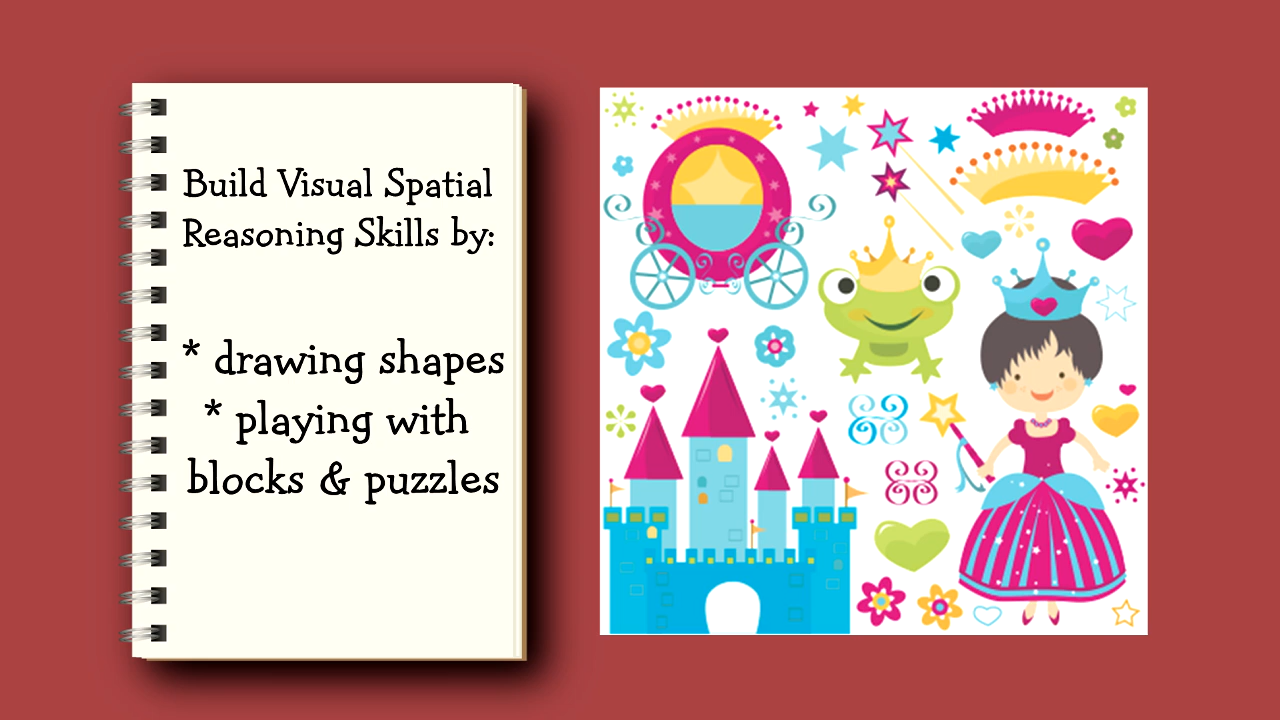 Build Visual Spatial
Reasoning Skills by:
* drawing shapes
* playing with
blocks & puzzles